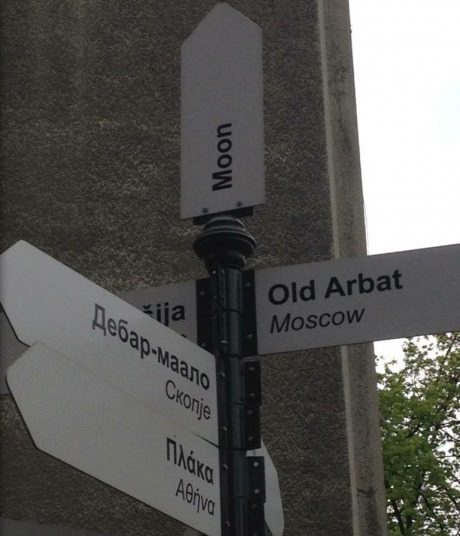 Moon
Old Arbat
Moscow
Дебар-маало
Скопје
Πλάκα
Αθήνα